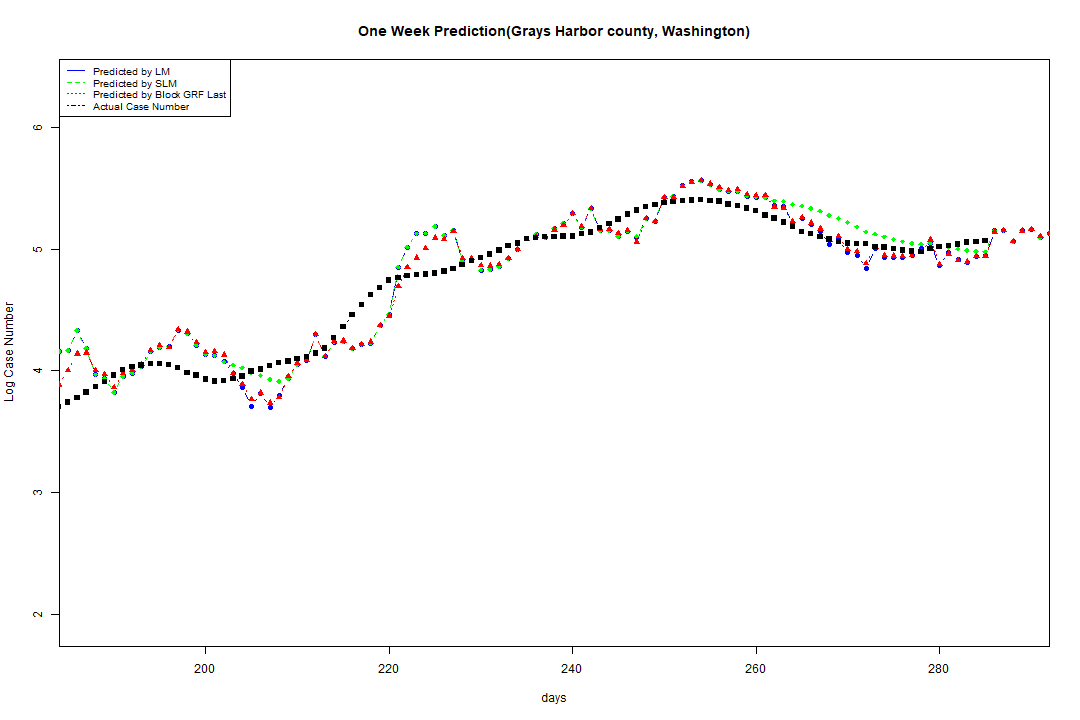 One Week Prediction(Grays Harbor county, Washington)
Predicted by LM
Predicted by SLM
Predicted by Block GRF Last
Actual Case Number
6
5
4
3
2
Log Case Number
200 220 240 260 280
days